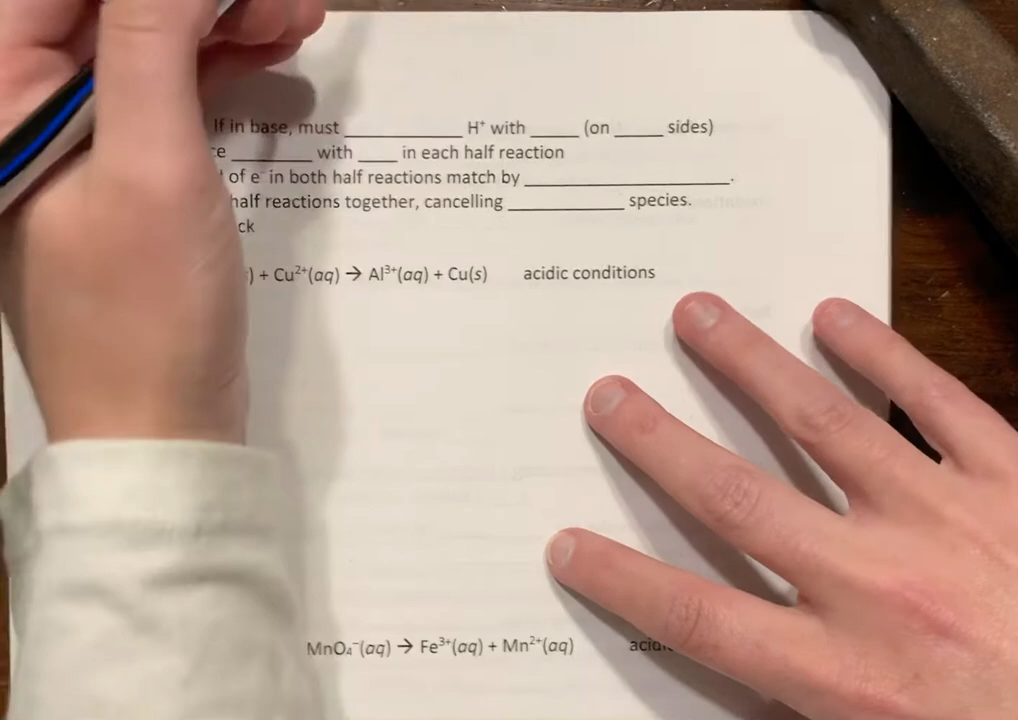 If in base, must ____________ H⁺ with _____ (on _____ sides)
________ with ____ in each half reaction
of e⁻ in both half reactions match by ____________________.
half reactions together, cancelling ____________ species.
ck
) + Cu²⁺(aq) → Al³⁺(aq) + Cu(s) acidic conditions
MnO₄⁻(aq) → Fe³⁺(aq) + Mn²⁺(aq)